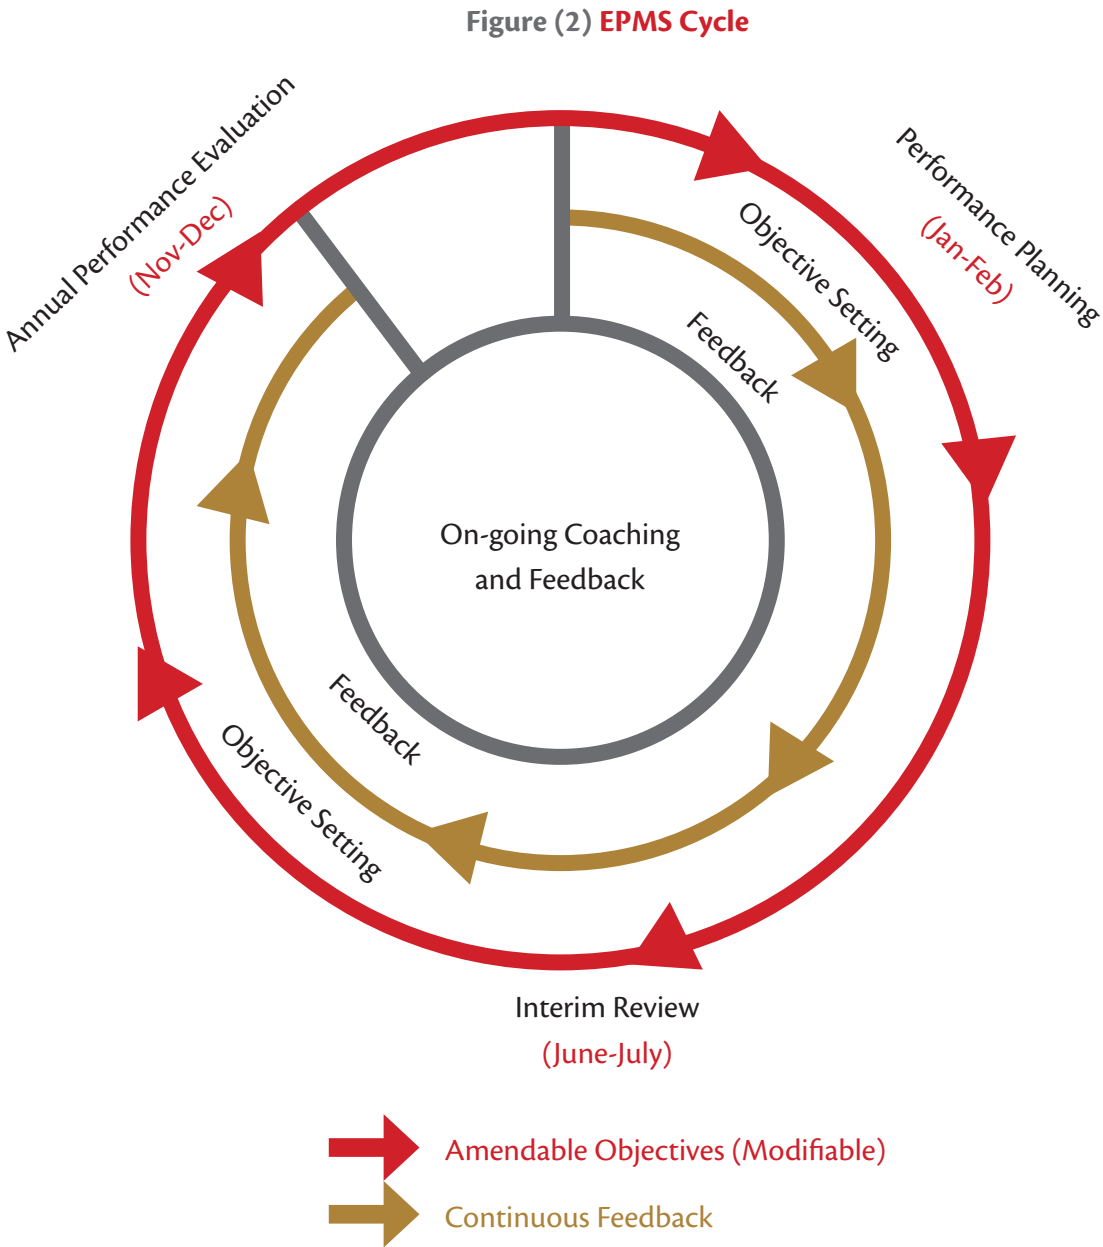 Figure (2) EPMS Cycle
Annual Performance Evaluation
(Nov-Dec)
Performance Planning
(Jan-Feb)
Objective Setting
Feedback
On-going Coaching
and Feedback
Feedback
Objective Setting
Interim Review
(June-July)
Amendable Objectives (Modifiable)
Continuous Feedback